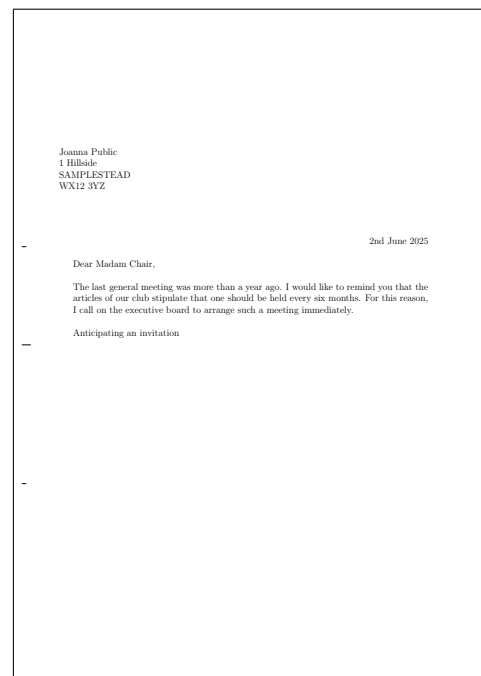 Joanna Public
1 Hillside
SAMPLESTEAD
WX12 3YZ
2nd June 2025
Dear Madam Chair,
The last general meeting was more than a year ago. I would like to remind you that the
articles of our club stipulate that one should be held every six months. For this reason,
I call on the executive board to arrange such a meeting immediately.
Anticipating an invitation